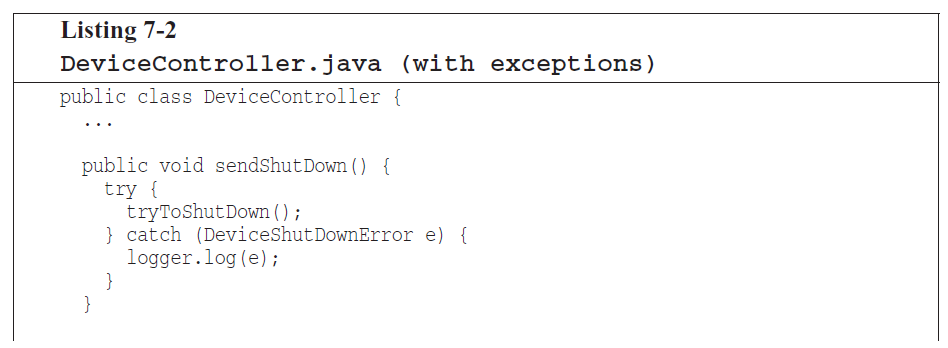 Listing 7-2
DeviceController.java (with exceptions)
public class DeviceController {
...
public void sendShutDown() {
try {
tryToShutDown();
} catch (DeviceShutDownError e) {
logger.log(e);
}
}